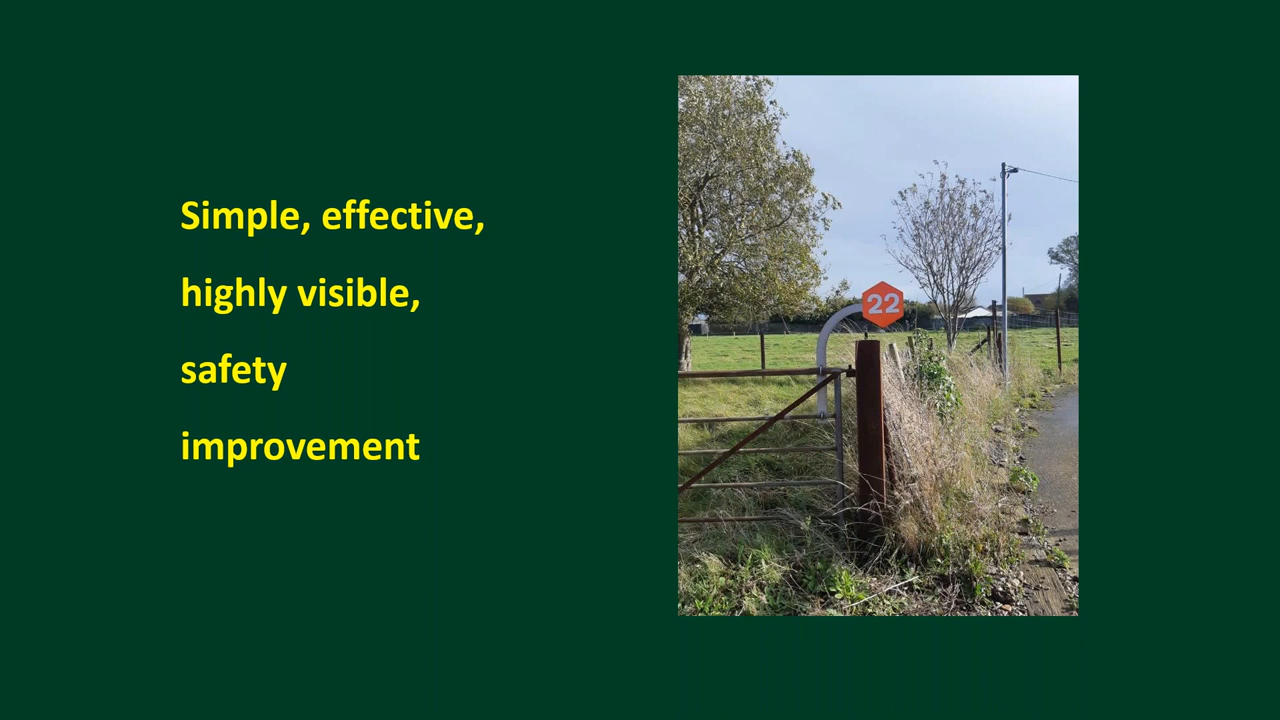 Simple, effective,
highly visible,
safety
improvement
22